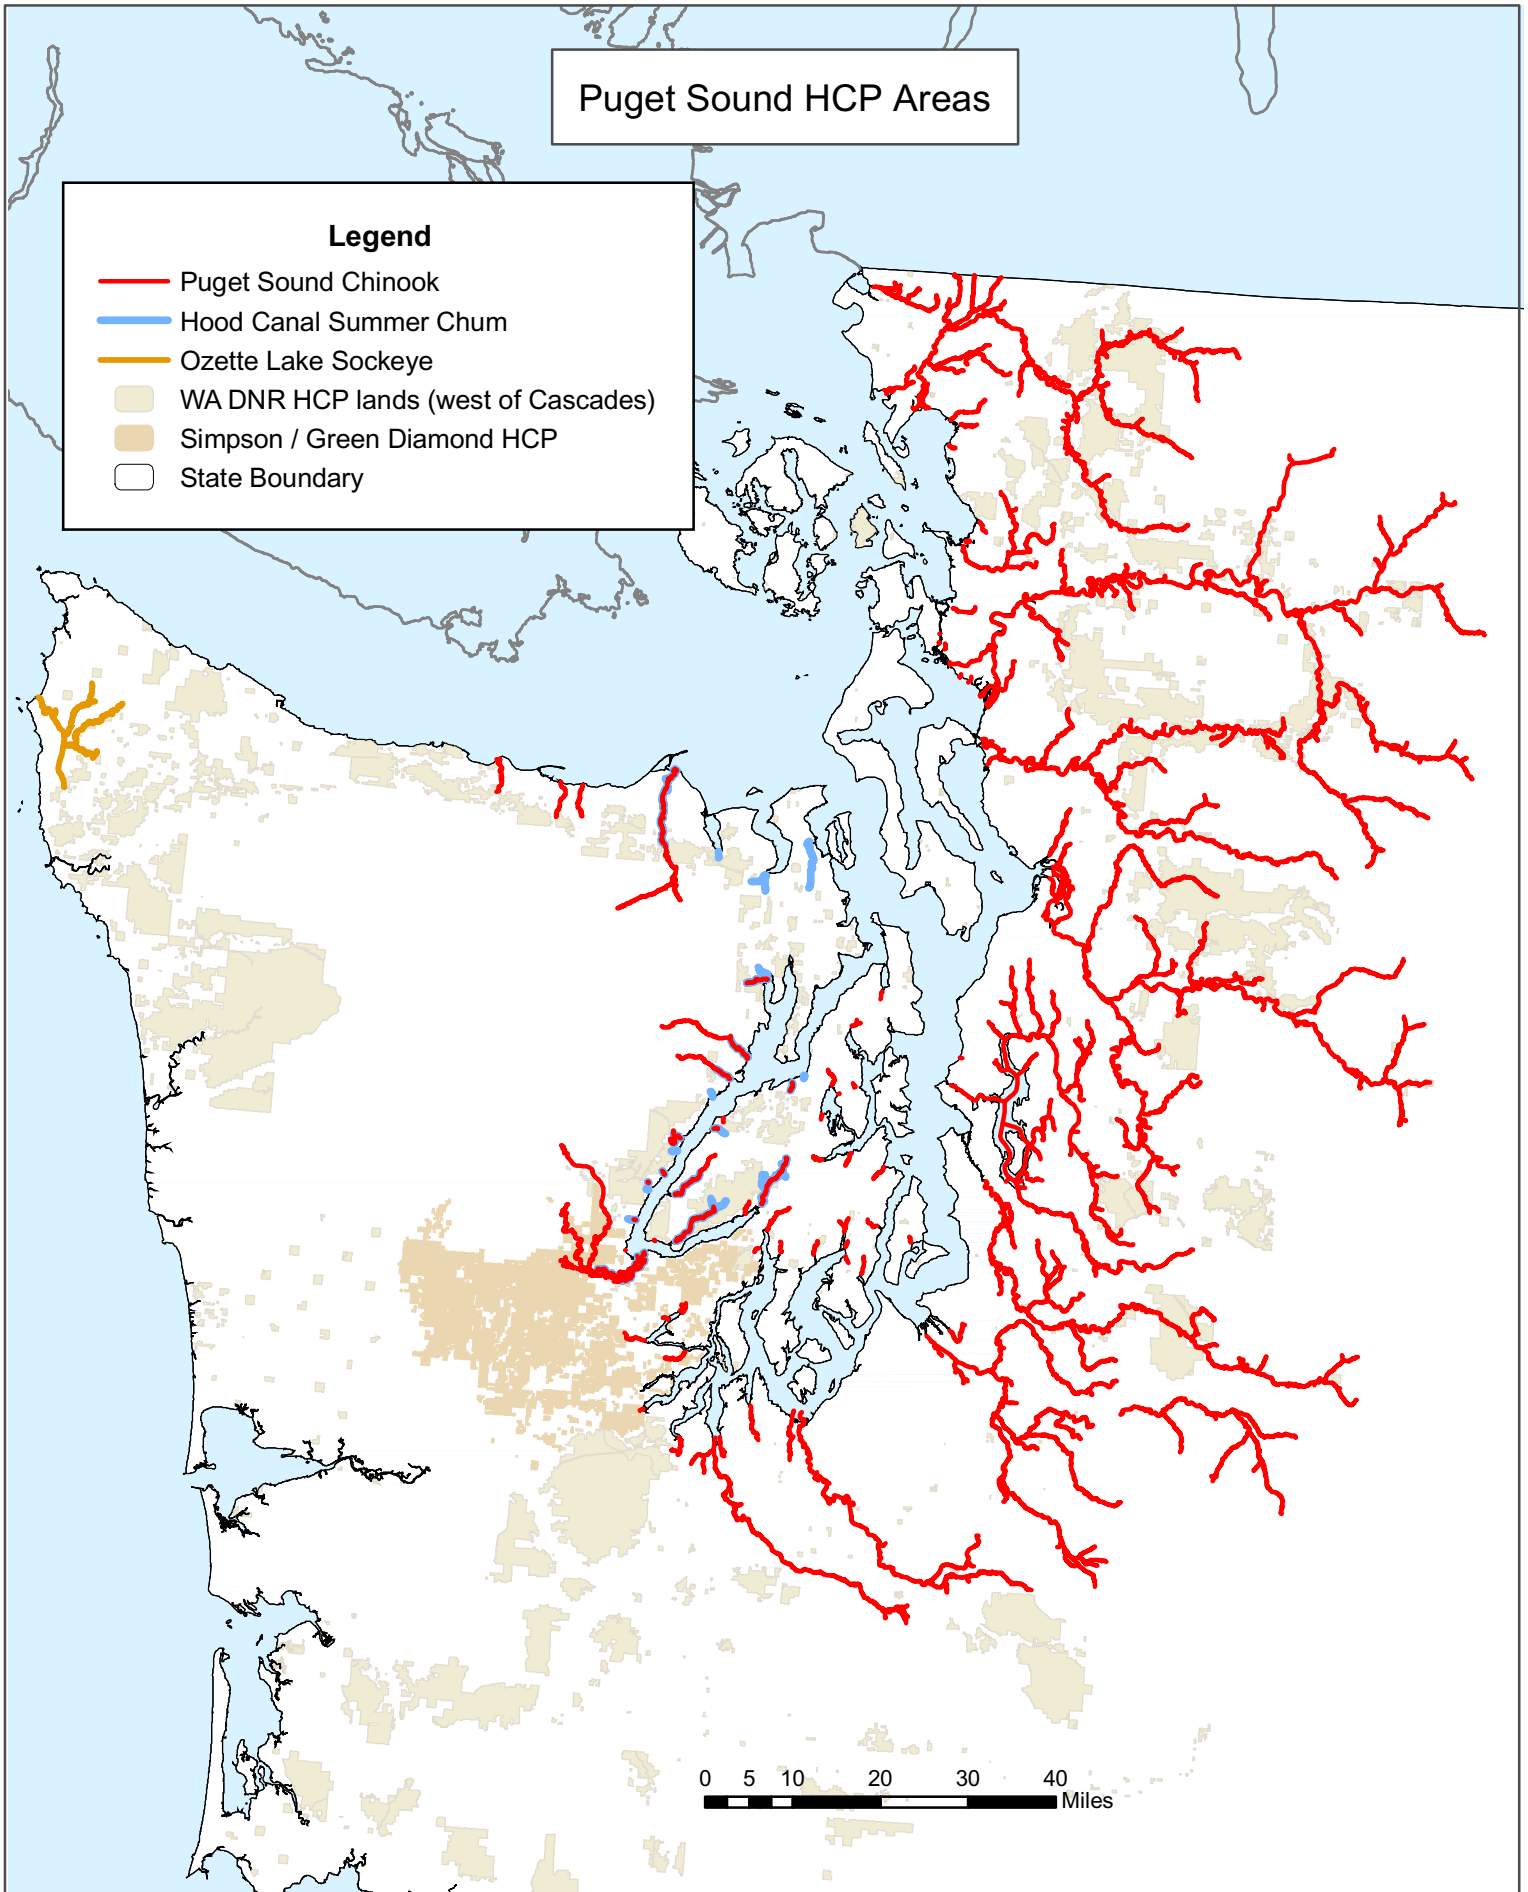 Puget Sound HCP Areas
Legend
Puget Sound Chinook
Hood Canal Summer Chum
Ozette Lake Sockeye
WA DNR HCP lands (west of Cascades)
Simpson / Green Diamond HCP
State Boundary
0 5 10 20 30 40
Miles